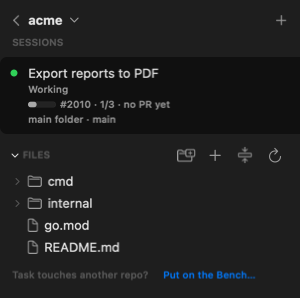 acme
SESSIONS
Export reports to PDF
Working
#2010 · 1/3 · no PR yet
main folder · main
FILES
cmd
internal
go.mod
README.md
Task touches another repo? Put on the Bench...